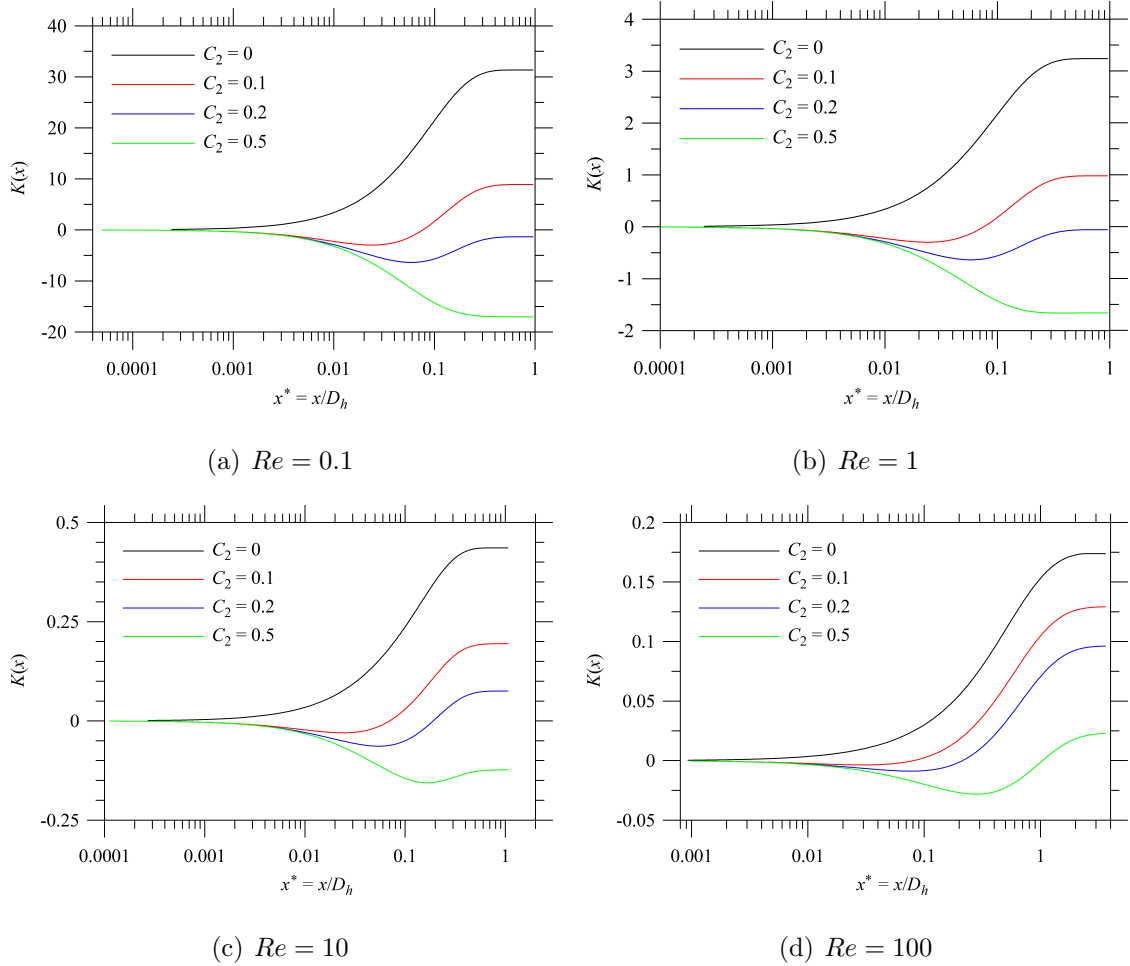 40
30
20
10
0
-10
-20
K(x)
C₂ = 0
C₂ = 0.1
C₂ = 0.2
C₂ = 0.5
0.0001 0.001 0.01 0.1 1
x* = x/Dₕ
(a) Re = 0.1
4
3
2
1
0
-1
-2
K(x)
C₂ = 0
C₂ = 0.1
C₂ = 0.2
C₂ = 0.5
0.0001 0.001 0.01 0.1 1
x* = x/Dₕ
(b) Re = 1
0.5
0.25
0
-0.25
K(x)
C₂ = 0
C₂ = 0.1
C₂ = 0.2
C₂ = 0.5
0.0001 0.001 0.01 0.1 1
x* = x/Dₕ
(c) Re = 10
0.2
0.15
0.1
0.05
0
-0.05
K(x)
C₂ = 0
C₂ = 0.1
C₂ = 0.2
C₂ = 0.5
0.001 0.01 0.1 1
x* = x/Dₕ
(d) Re = 100